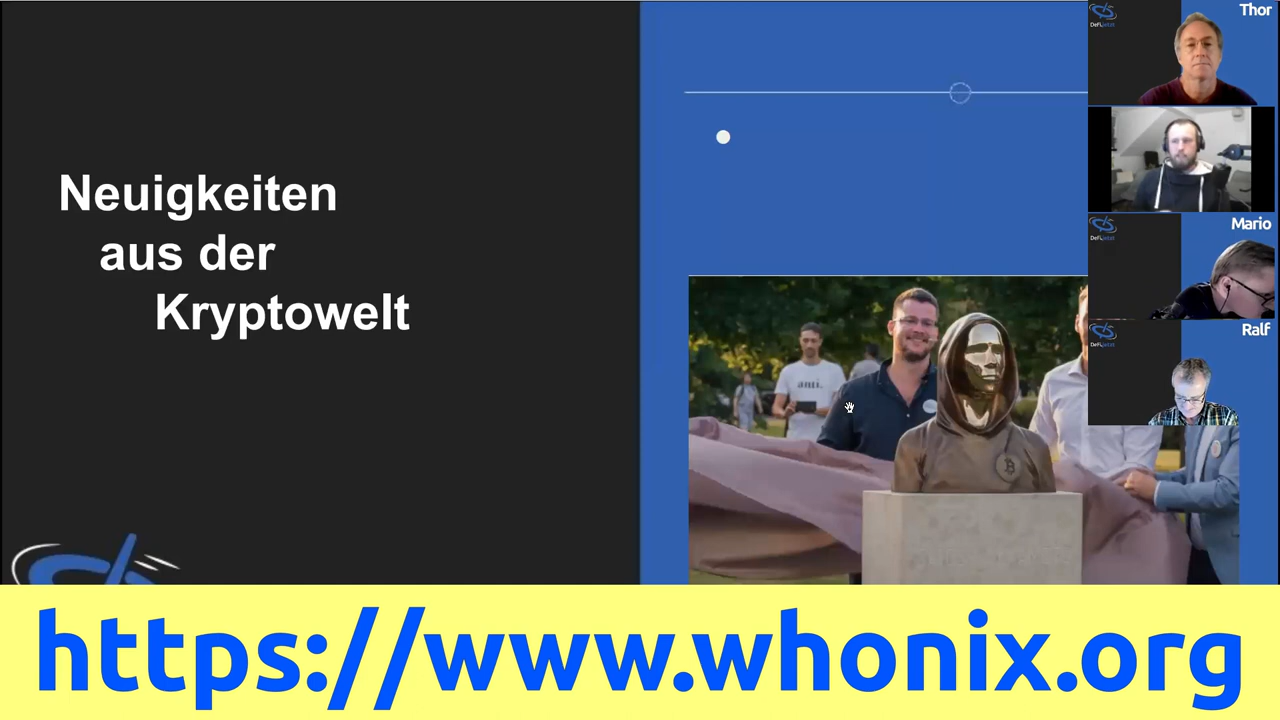 Neuigkeiten
aus der
Kryptowelt
Thor
Mario
Ralf
https://www.whonix.org